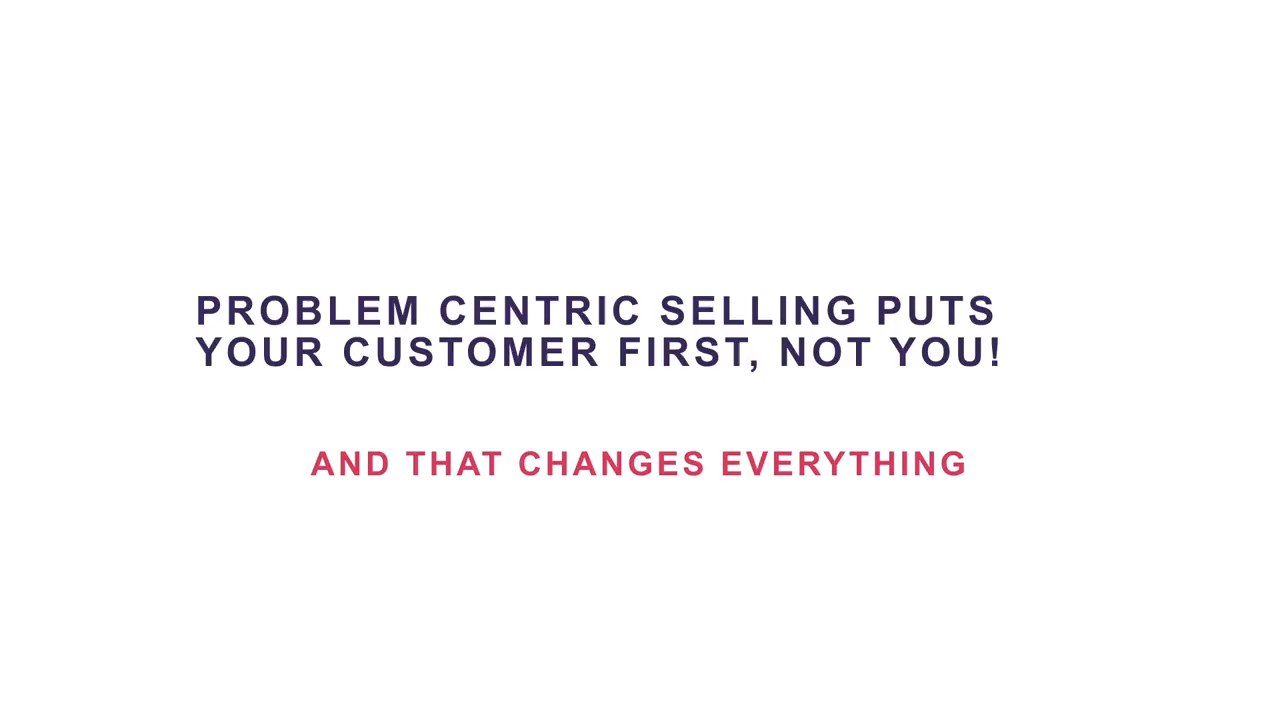 PROBLEM CENTRIC SELLING PUTS
YOUR CUSTOMER FIRST, NOT YOU!
AND THAT CHANGES EVERYTHING